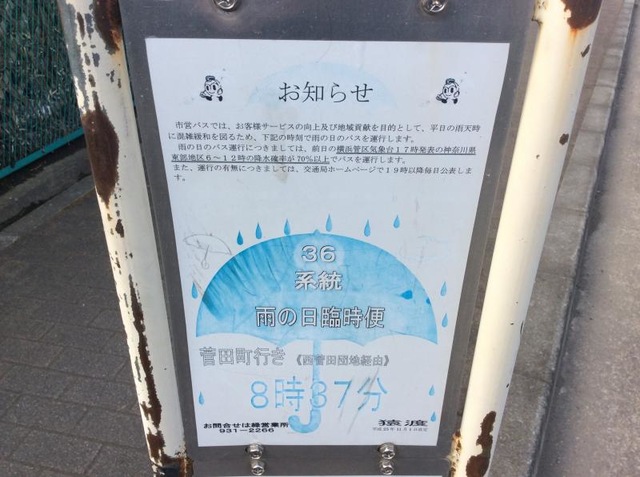 お知らせ
市営バスでは、お客様サービスの向上及び地域貢献を目的として、平日の雨天時
に混雑緩和を図るため、下記の時刻で雨の日のバスを運行します。
雨の日のバス運行につきましては、前日の横浜管区気象台17時発表の神奈川県
東部地区6~12時の降水確率が70%以上でバスを運行します。
また、運行の有無につきましては、交通局ホームページで19時以降毎日公表しま
す。
36
系統
雨の日臨時便
菅田町行き《西菅田団地経由》
8時37分
お問合せは緑営業所
931-2266
猿渡